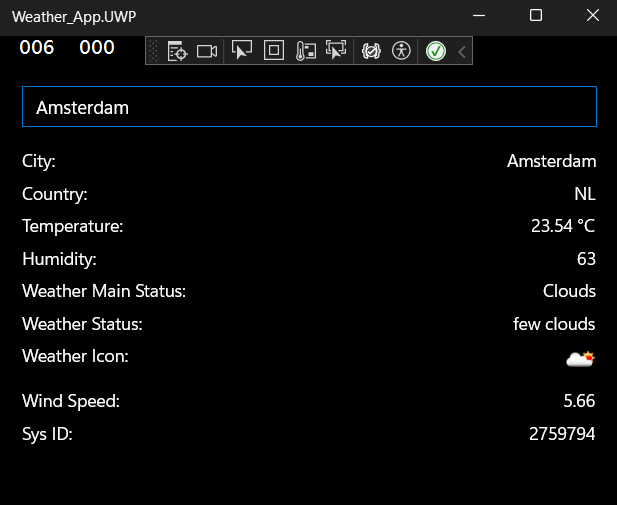 Weather_App.UWP
006 000
Amsterdam
City: Amsterdam
Country: NL
Temperature: 23.54 °C
Humidity: 63
Weather Main Status: Clouds
Weather Status: few clouds
Weather Icon:
Wind Speed: 5.66
Sys ID: 2759794